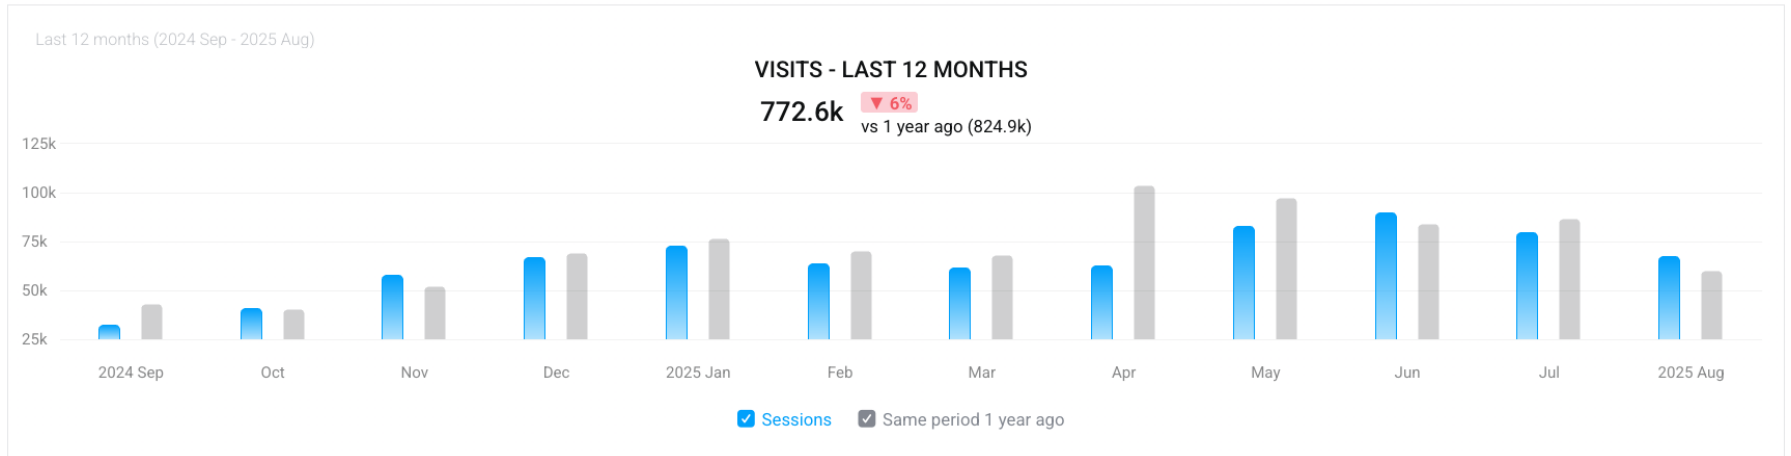 Last 12 months (2024 Sep - 2025 Aug)
VISITS - LAST 12 MONTHS
772.6k ▼ 6%
vs 1 year ago (824.9k)
125k
100k
75k
50k
25k
2024 Sep Oct Nov Dec 2025 Jan Feb Mar Apr May Jun Jul 2025 Aug
Sessions Same period 1 year ago